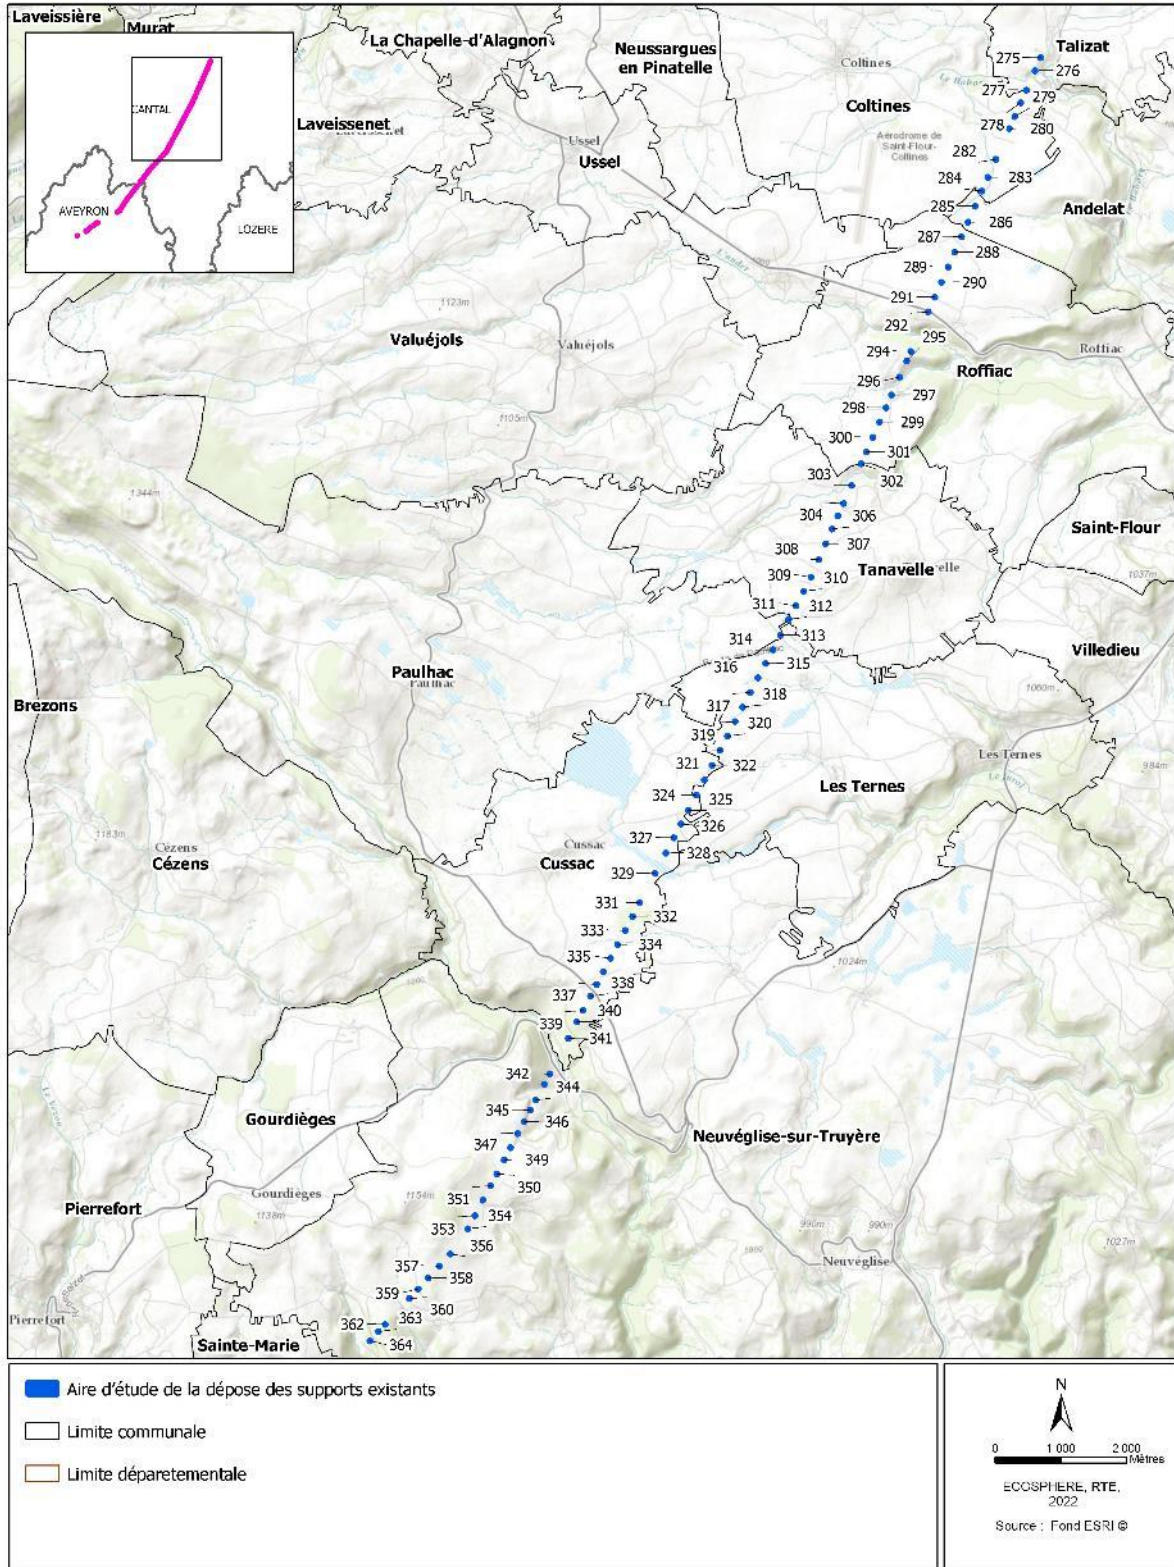 Laveissière
Murat
La Chapelle-d'Alagnon
Neussargues
en Pinatelle
Coltines
Talizat
275
276
277
279
278
280
Coltines
CANTAL
AVEYRON
LOZERE
Laveissenet
Ussel
Ussel
Aérodrome de
Saint-Flour-
Coltines
282
284
283
285
286
Andelat
287
288
289
290
291
1123m
Valuéjols
Valuéjols
292
295
294
Roffiac
Roffiac
296
297
298
299
1105m
300
301
303
302
1344m
304
306
Saint-Flour
308
307
Tanavelle
309
310
1037m
311
312
314
313
316
315
Villedieu
Paulhac
Paulhac
Brezons
318
317
1060m
320
319
Les Ternes
321
322
984m
Les Ternes
324
325
326
327
1183m
Cézens
Cézens
Cussac
Cussac
328
329
331
332
333
334
335
1024m
338
337
340
339
341
342
344
345
346
Gourdièges
Neuvéglise-sur-Truyère
347
349
350
Gourdièges
1154m
351
1138m
354
Pierrefort
353
990m
990m
356
1027m
357
Neuvéglise
358
359
360
Pierrefort
362
363
Sainte-Marie
364
Aire d'étude de la dépose des supports existants
Limite communale
Limite déparetementale
N
0 1 000 2 000
Mètres
ECOSPHERE, RTE,
2022
Source : Fond ESRI ©